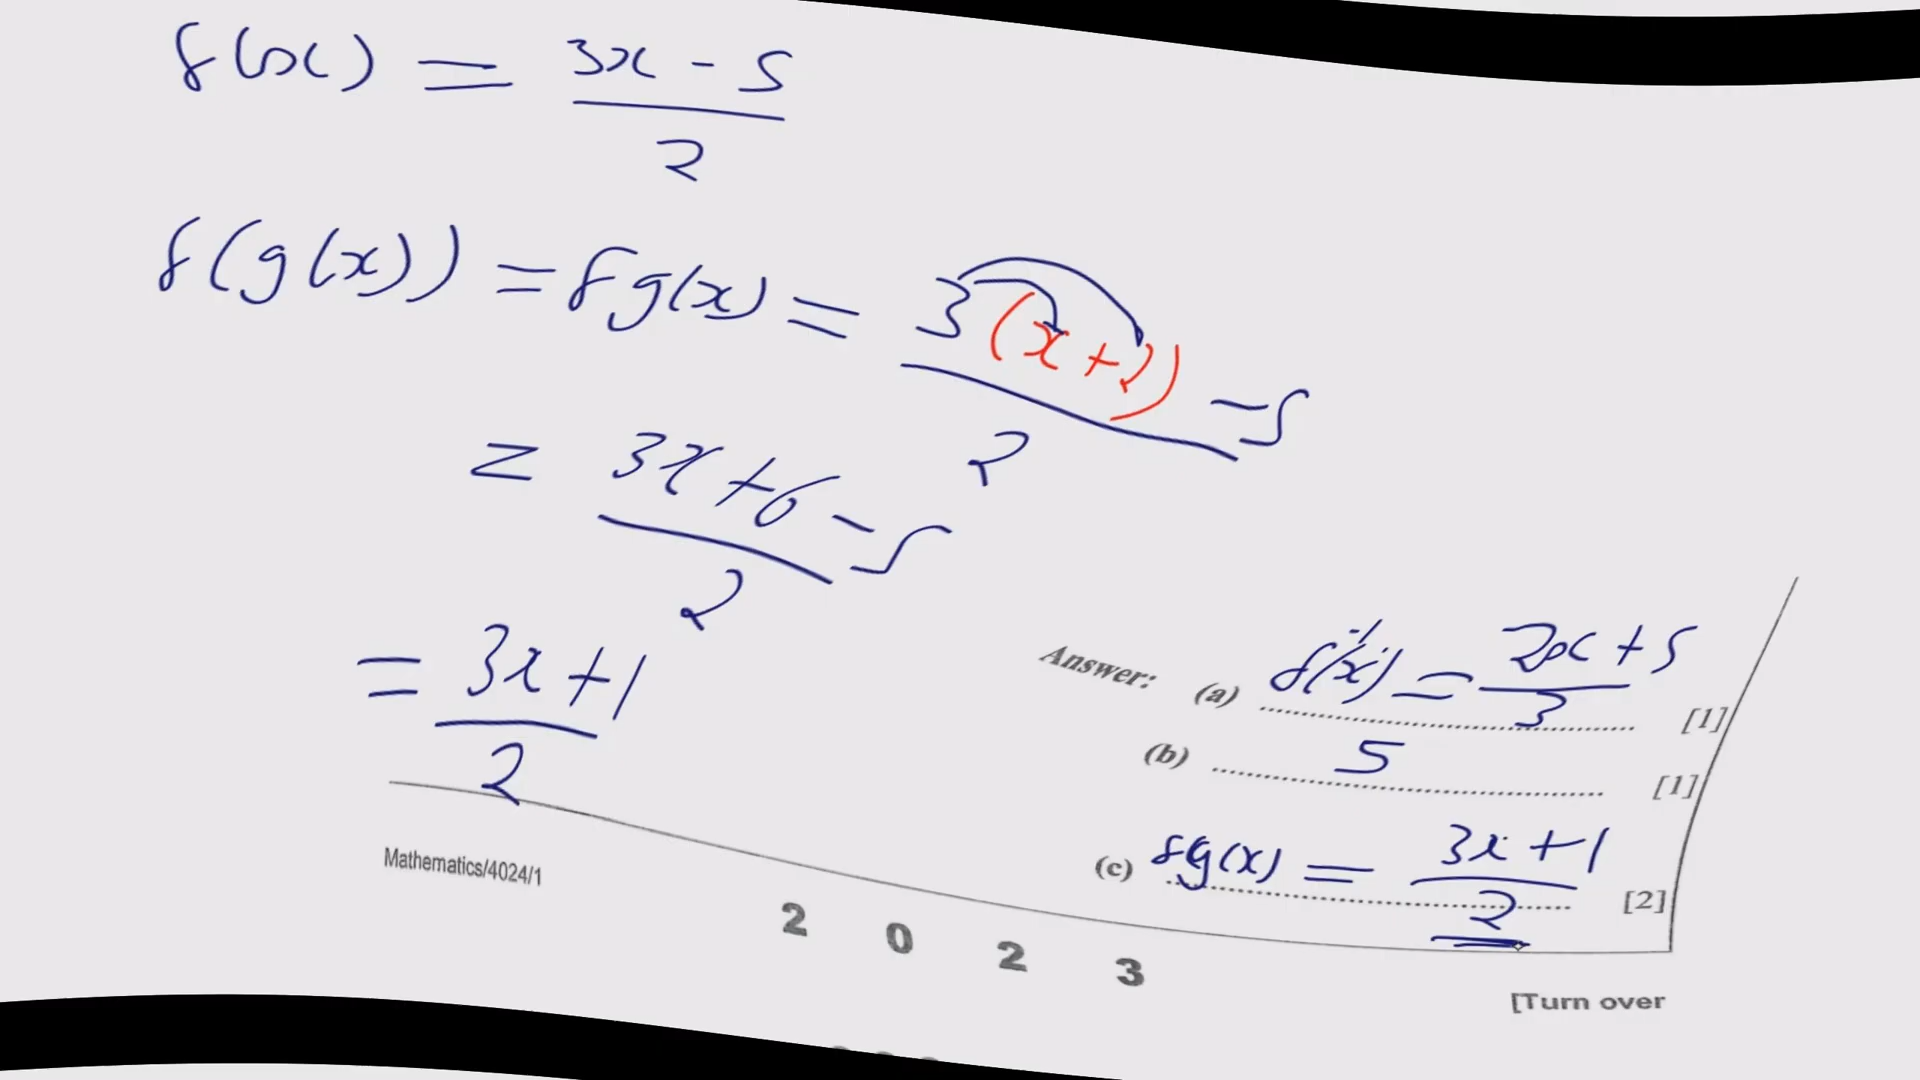 f(x) = 3x - 5
2
f(g(x)) = fg(x) = 3(x+2) - 5
2
= 3x + 6 - 5
2
= 3x + 1
2
Answer: (a) f⁻¹(x) = 2x + 5
3 [1]
(b) 5 [1]
(c) fg(x) = 3x + 1
2 [2]
Mathematics/4024/1
2 0 2 3
[Turn over